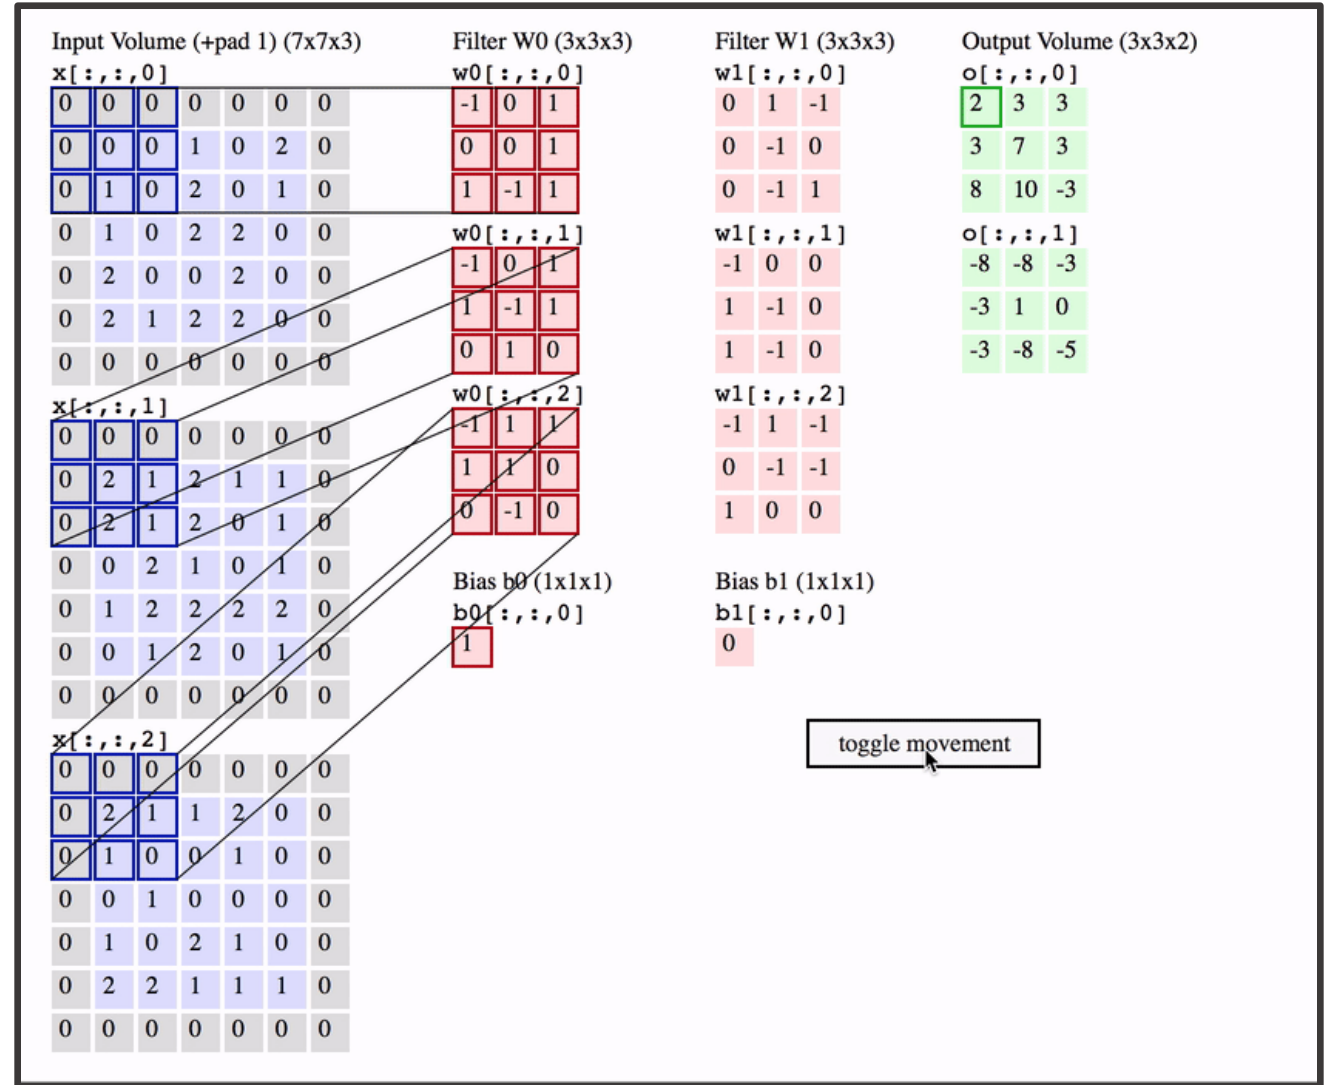 Input Volume (+pad 1) (7x7x3)
x[:,:,0]
0 0 0 0 0 0 0
0 0 0 1 0 2 0
0 1 0 2 0 1 0
0 1 0 2 2 0 0
0 2 0 0 2 0 0
0 2 1 2 2 0 0
0 0 0 0 0 0 0
x[:,:,1]
0 0 0 0 0 0 0
0 2 1 2 1 1 0
0 2 1 2 0 1 0
0 0 2 1 0 1 0
0 1 2 2 2 2 0
0 0 1 2 0 1 0
0 0 0 0 0 0 0
x[:,:,2]
0 0 0 0 0 0 0
0 2 1 1 2 0 0
0 1 0 0 1 0 0
0 0 1 0 0 0 0
0 1 0 2 1 0 0
0 2 2 1 1 1 0
0 0 0 0 0 0 0
Filter W0 (3x3x3)
w0[:,:,0]
-1 0 1
0 0 1
1 -1 1
w0[:,:,1]
-1 0 1
1 -1 1
0 1 0
w0[:,:,2]
-1 1 1
1 1 0
0 -1 0
Bias b0 (1x1x1)
b0[:,:,0]
1
Filter W1 (3x3x3)
w1[:,:,0]
0 1 -1
0 -1 0
0 -1 1
w1[:,:,1]
-1 0 0
1 -1 0
1 -1 0
w1[:,:,2]
-1 1 -1
0 -1 -1
1 0 0
Bias b1 (1x1x1)
b1[:,:,0]
0
Output Volume (3x3x2)
o[:,:,0]
2 3 3
3 7 3
8 10 -3
o[:,:,1]
-8 -8 -3
-3 1 0
-3 -8 -5
toggle movement